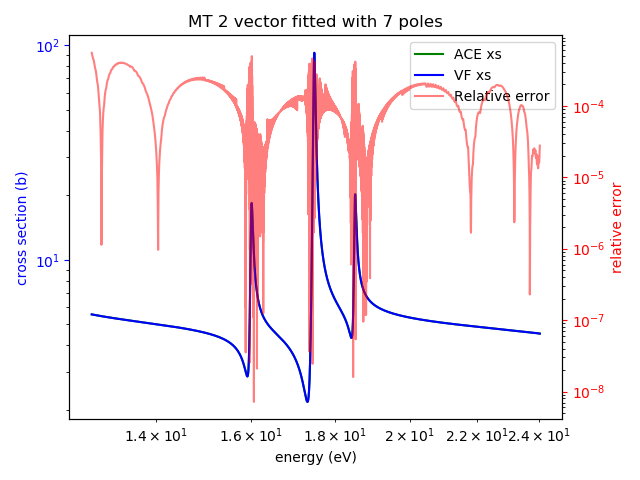 MT 2 vector fitted with 7 poles
ACE xs
VF xs
Relative error
10²
10¹
cross section (b)
10⁻⁴
10⁻⁵
10⁻⁶
10⁻⁷
10⁻⁸
relative error
1.4 × 10¹ 1.6 × 10¹ 1.8 × 10¹ 2 × 10¹ 2.2 × 10¹ 2.4 × 10¹
energy (eV)